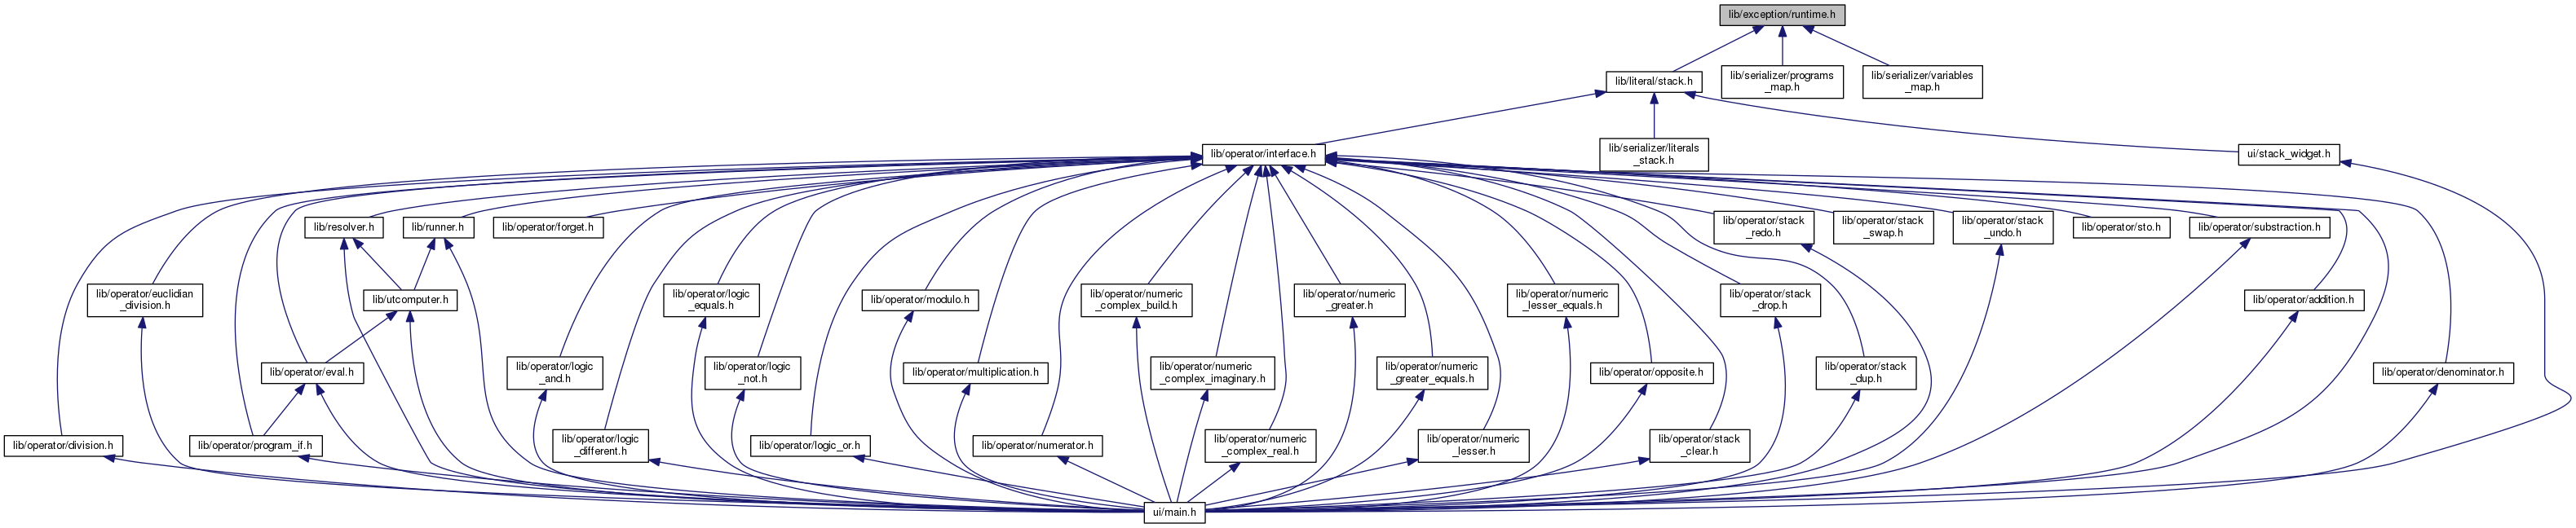 lib/exception/runtime.h
lib/literal/stack.h
lib/serializer/programs
_map.h
lib/serializer/variables
_map.h
lib/operator/interface.h
lib/serializer/literals
_stack.h
ui/stack_widget.h
lib/resolver.h
lib/runner.h
lib/operator/forget.h
lib/operator/stack
_redo.h
lib/operator/stack
_swap.h
lib/operator/stack
_undo.h
lib/operator/sto.h
lib/operator/substraction.h
lib/operator/euclidian
_division.h
lib/utcomputer.h
lib/operator/logic
_equals.h
lib/operator/modulo.h
lib/operator/numeric
_complex_build.h
lib/operator/numeric
_greater.h
lib/operator/numeric
_lesser_equals.h
lib/operator/stack
_drop.h
lib/operator/addition.h
lib/operator/eval.h
lib/operator/logic
_and.h
lib/operator/logic
_not.h
lib/operator/multiplication.h
lib/operator/numeric
_complex_imaginary.h
lib/operator/numeric
_greater_equals.h
lib/operator/opposite.h
lib/operator/stack
_dup.h
lib/operator/denominator.h
lib/operator/division.h
lib/operator/program_if.h
lib/operator/logic
_different.h
lib/operator/logic_or.h
lib/operator/numerator.h
lib/operator/numeric
_complex_real.h
lib/operator/numeric
_lesser.h
lib/operator/stack
_clear.h
ui/main.h